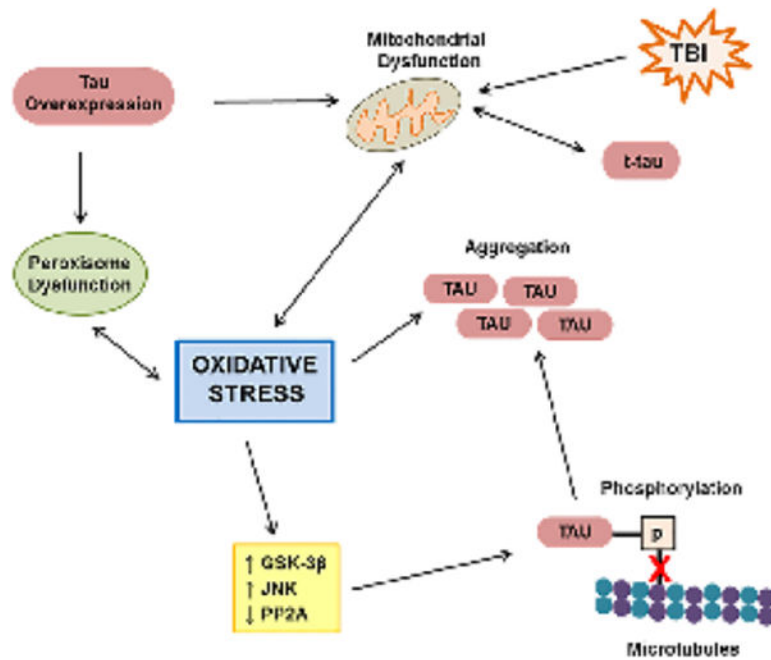 Mitochondrial
Dysfunction
TBI
Tau
Overexpression
t-tau
Aggregation
Peroxisome
Dysfunction
TAU
TAU
TAU
TAU
OXIDATIVE
STRESS
Phosphorylation
TAU
P
↑ GSK-3β
↑ JNK
↓ PP2A
X
Microtubules